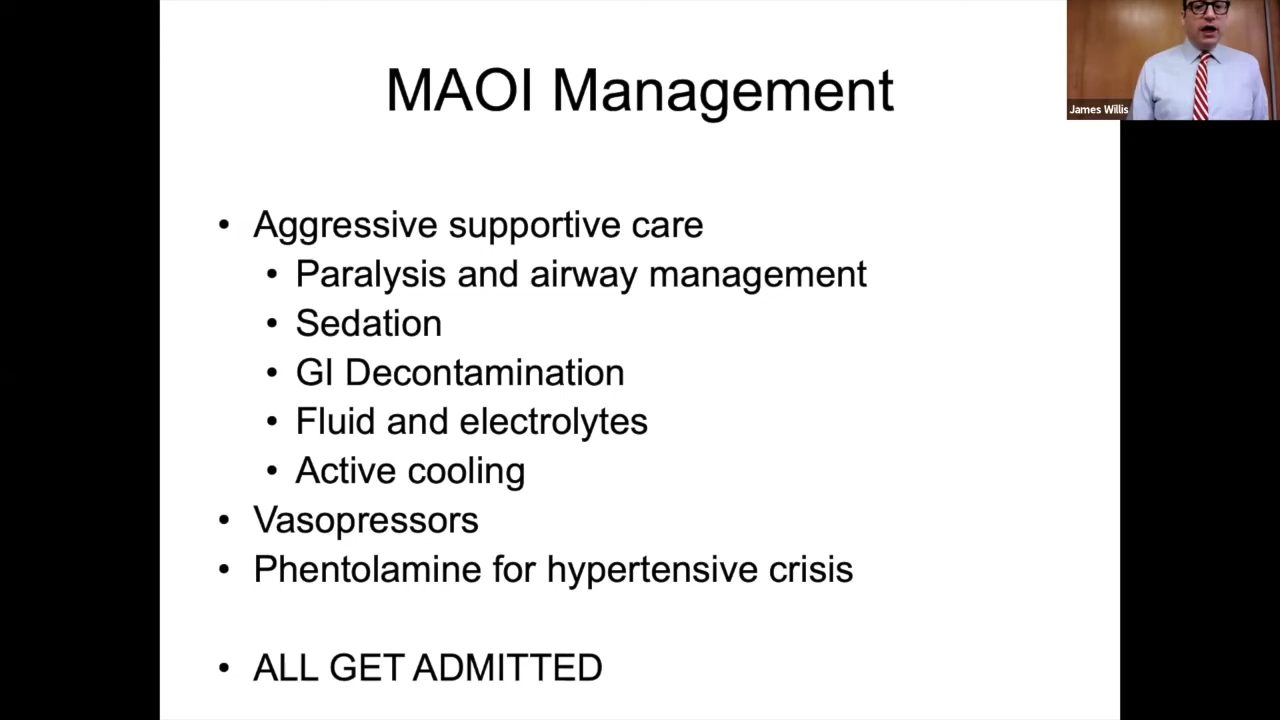 MAOI Management
James Willis
• Aggressive supportive care
• Paralysis and airway management
• Sedation
• GI Decontamination
• Fluid and electrolytes
• Active cooling
• Vasopressors
• Phentolamine for hypertensive crisis
• ALL GET ADMITTED